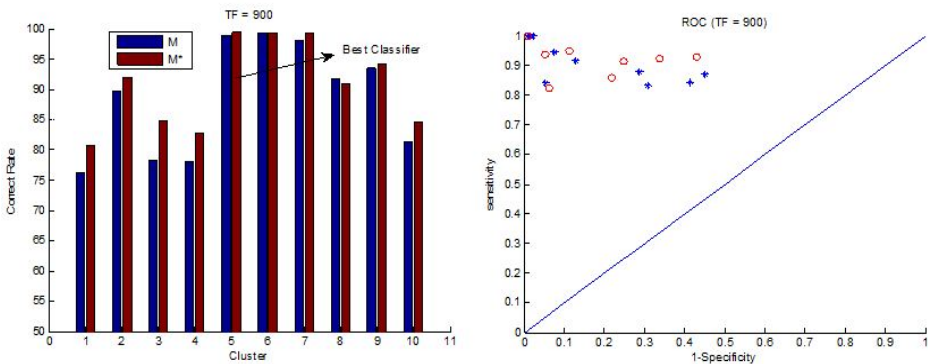 TF = 900
Correct Rate
100
95
90
85
80
75
70
65
60
55
50
M
M*
Best Classifier
0 1 2 3 4 5 6 7 8 9 10 11
Cluster
ROC (TF = 900)
sensitivity
1
0.9
0.8
0.7
0.6
0.5
0.4
0.3
0.2
0.1
0
0 0.1 0.2 0.3 0.4 0.5 0.6 0.7 0.8 0.9 1
1-Specificity